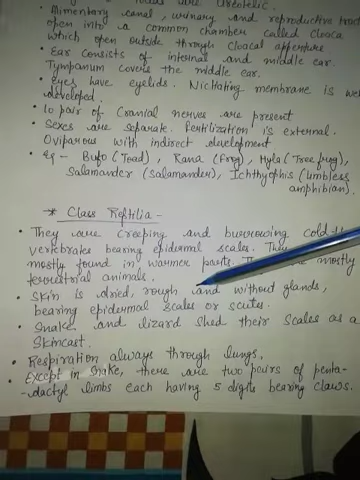 are Ureotelic.
• Alimentary canal, urinary and reproductive tract
open into a common chamber called Cloaca
which open outside through Cloacal apperture
• Ear consists of internal and middle ear.
Tympanum covers the middle ear.
• Eyes have eyelids. Nictitating membrane is well
developed.
• 10 pair of Cranial nerves are present
• Sexes are separate. Fertilization is external.
Oviparous with indirect development
• eg - Bufo (Toad), Rana (frog), Hyla (Tree frog),
Salamander (Salamander), Ichthyophis (limbless
amphibian).
* Class Reptilia -
• They are creeping and burrowing cold-b
vertebrates bearing epidermal scales. They
mostly found in warmer parts. mostly
terrestrial animals.
• Skin is dried, rough and without glands,
bearing epidermal scales or scutes.
• Snake and lizard shed their scales as a
Skincast.
• Respiration always through lungs.
• Except in snake, there are two pairs of penta-
-dactyl limbs each having 5 digits bearing claws.